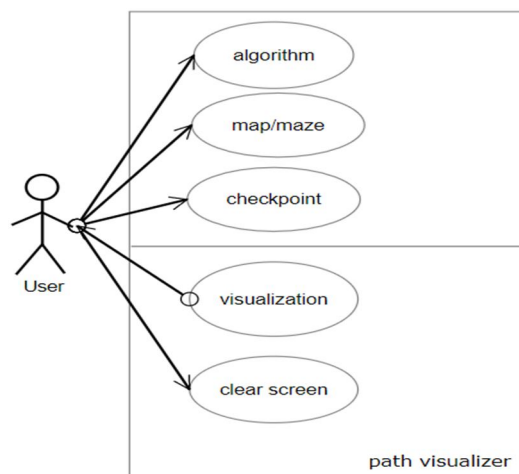 algorithm
map/maze
checkpoint
User
visualization
clear screen
path visualizer